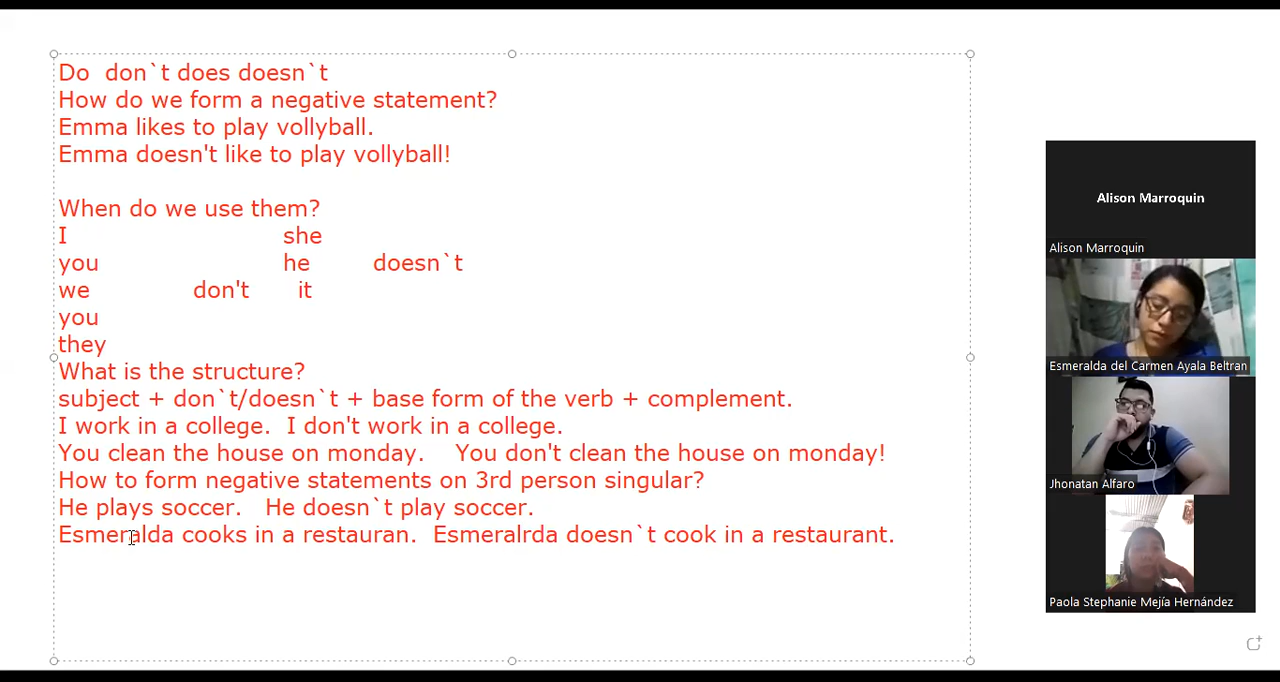 Do  don`t does doesn`t
How do we form a negative statement?
Emma likes to play vollyball.
Emma doesn't like to play vollyball!
When do we use them?
I she
you he doesn`t
we don't it
you
they
What is the structure?
subject + don`t/doesn`t + base form of the verb + complement.
I work in a college.  I don't work in a college.
You clean the house on monday.    You don't clean the house on monday!
How to form negative statements on 3rd person singular?
He plays soccer.   He doesn`t play soccer.
Esmeralda cooks in a restauran.  Esmeralrda doesn`t cook in a restaurant.
Alison Marroquin
Alison Marroquin
Esmeralda del Carmen Ayala Beltran
Jhonatan Alfaro
Paola Stephanie Mejía Hernández